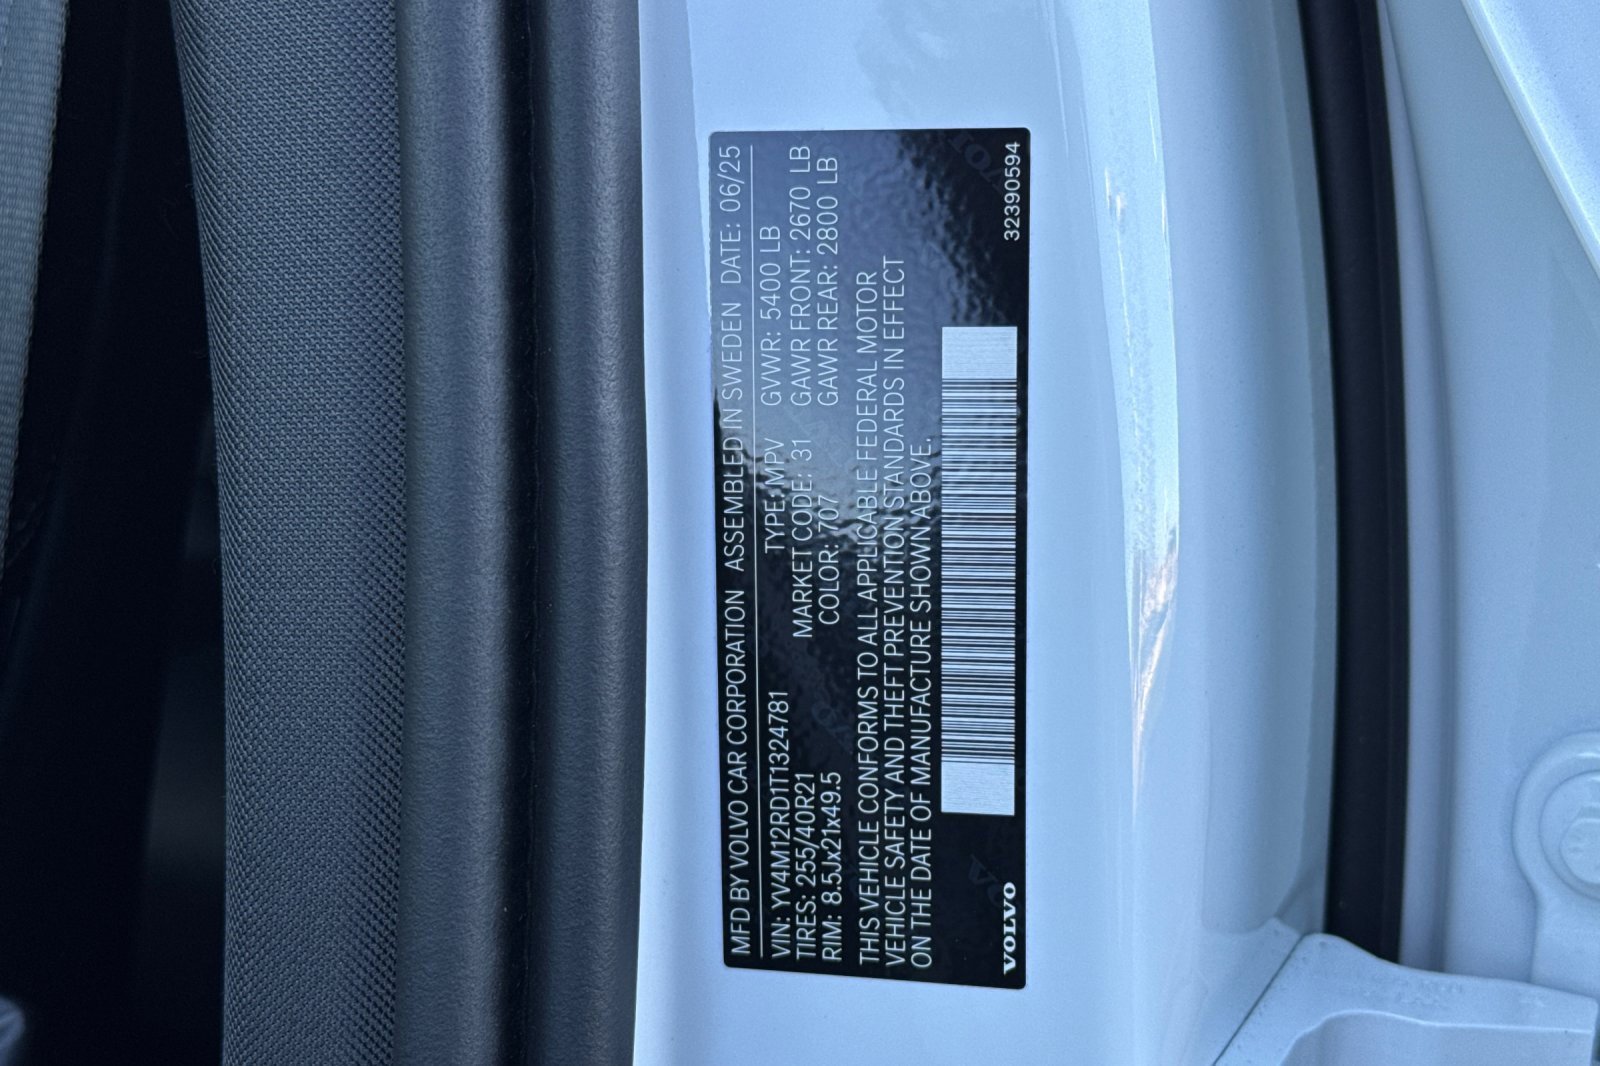 MFD BY VOLVO CAR CORPORATION ASSEMBLED IN SWEDEN DATE: 06/25
VIN: YV4M12RD1T1324781 TYPE: MPV GVWR: 5400 LB
TIRES: 255/40R21 MARKET CODE: 31 GAWR FRONT: 2670 LB
RIM: 8.5Jx21x49.5 COLOR: 707 GAWR REAR: 2800 LB
THIS VEHICLE CONFORMS TO ALL APPLICABLE FEDERAL MOTOR
VEHICLE SAFETY AND THEFT PREVENTION STANDARDS IN EFFECT
ON THE DATE OF MANUFACTURE SHOWN ABOVE.
VOLVO 32390594